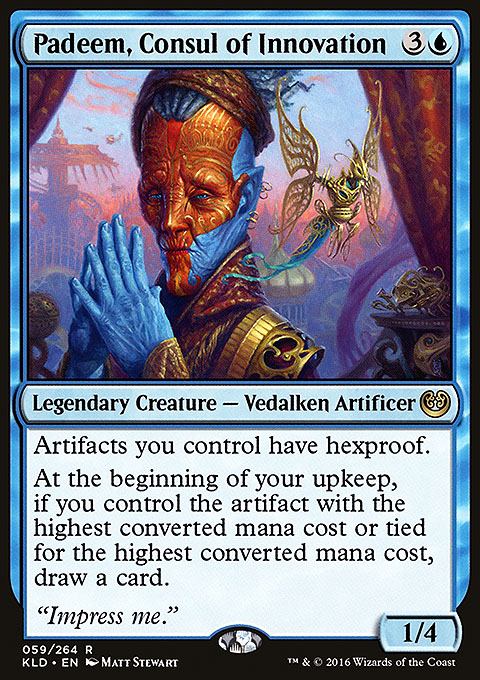 Padeem, Consul of Innovation 3
Legendary Creature — Vedalken Artificer
Artifacts you control have hexproof.
At the beginning of your upkeep,
if you control the artifact with the
highest converted mana cost or tied
for the highest converted mana cost,
draw a card.
“Impress me.”
1/4
059/264 R
KLD • EN Matt Stewart
™ & © 2016 Wizards of the Coast